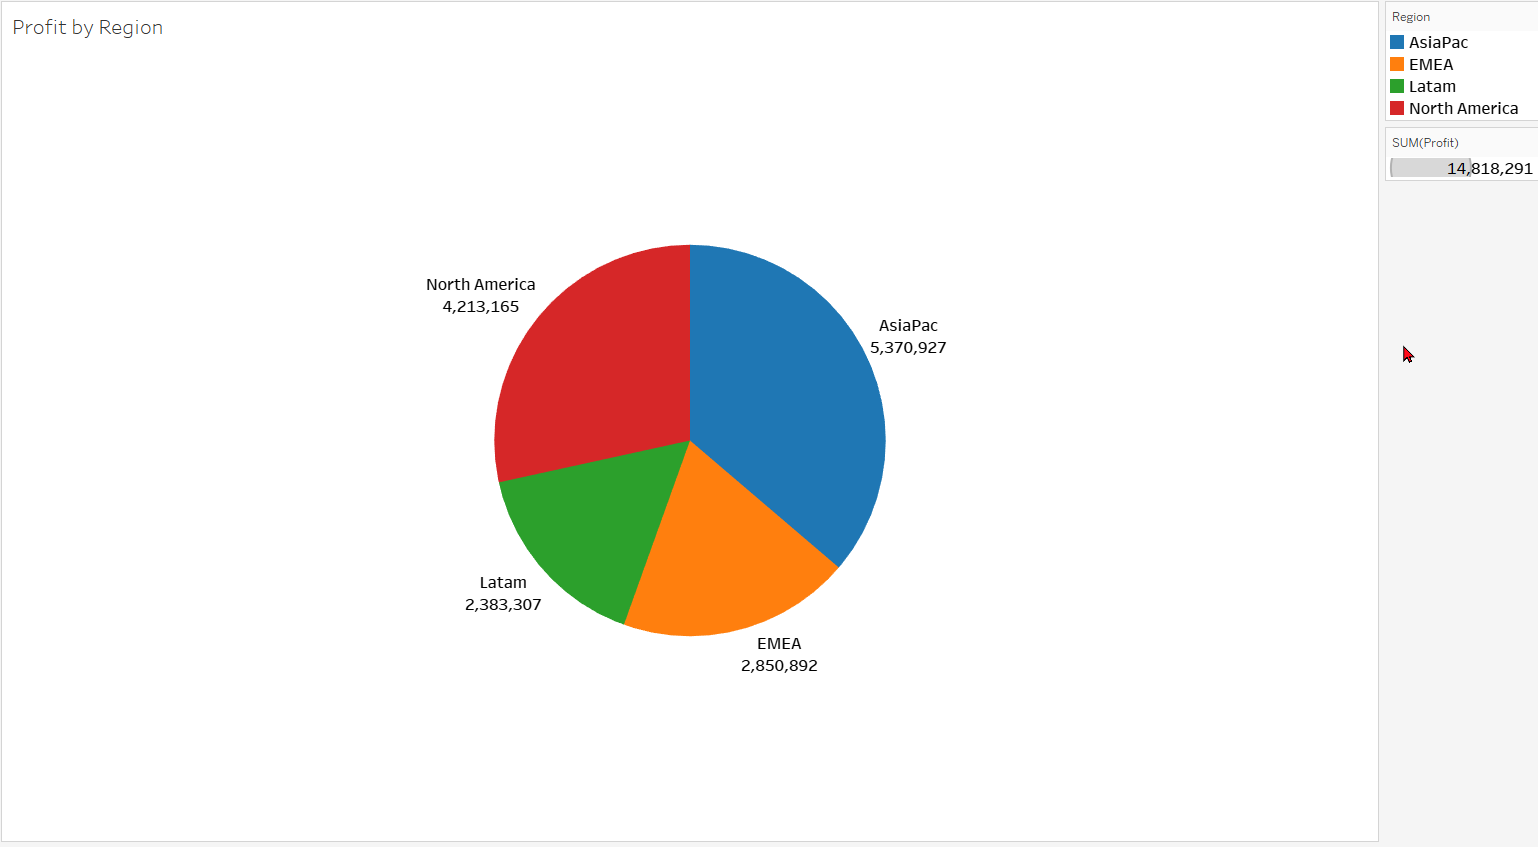 Profit by Region
North America
4,213,165
AsiaPac
5,370,927
Latam
2,383,307
EMEA
2,850,892
Region
AsiaPac
EMEA
Latam
North America
SUM(Profit)
14,818,291